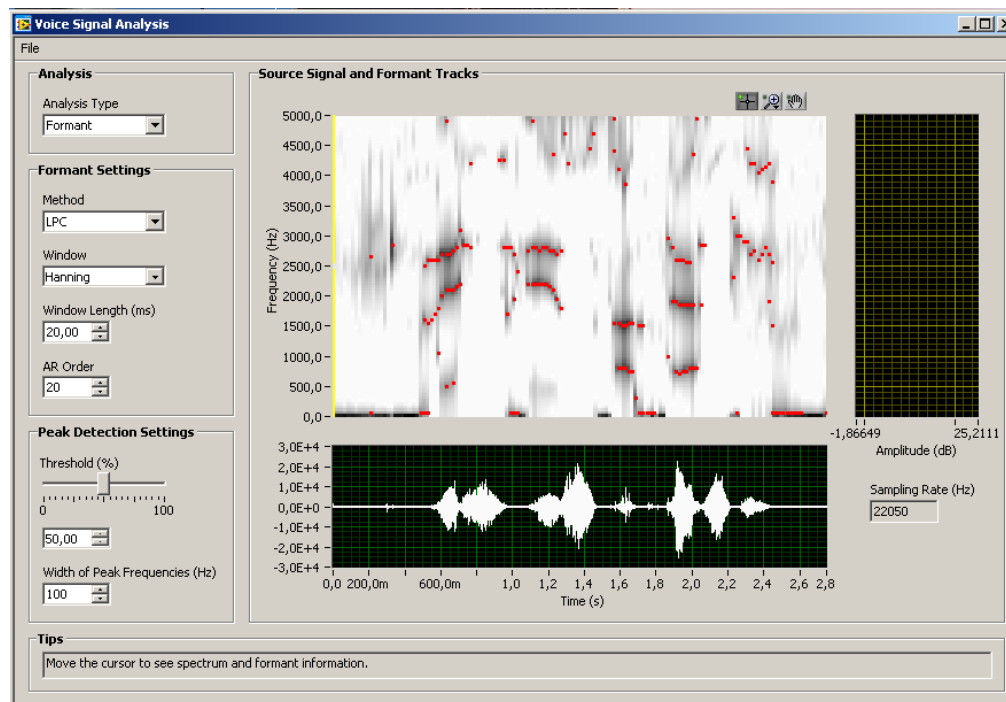 Voice Signal Analysis
File
Analysis
Analysis Type
Formant
Formant Settings
Method
LPC
Window
Hanning
Window Length (ms)
20,00
AR Order
20
Peak Detection Settings
Threshold (%)
0 100
50,00
Width of Peak Frequencies (Hz)
100
Source Signal and Formant Tracks
Frequency (Hz)
5000,0
4500,0
4000,0
3500,0
3000,0
2500,0
2000,0
1500,0
1000,0
500,0
0,0
3,0E+4
2,0E+4
1,0E+4
0,0E+0
-1,0E+4
-2,0E+4
-3,0E+4
0,0 200,0m 600,0m 1,0 1,2 1,4 1,6 1,8 2,0 2,2 2,4 2,6 2,8
Time (s)
-1,86649 25,2111
Amplitude (dB)
Sampling Rate (Hz)
22050
Tips
Move the cursor to see spectrum and formant information.